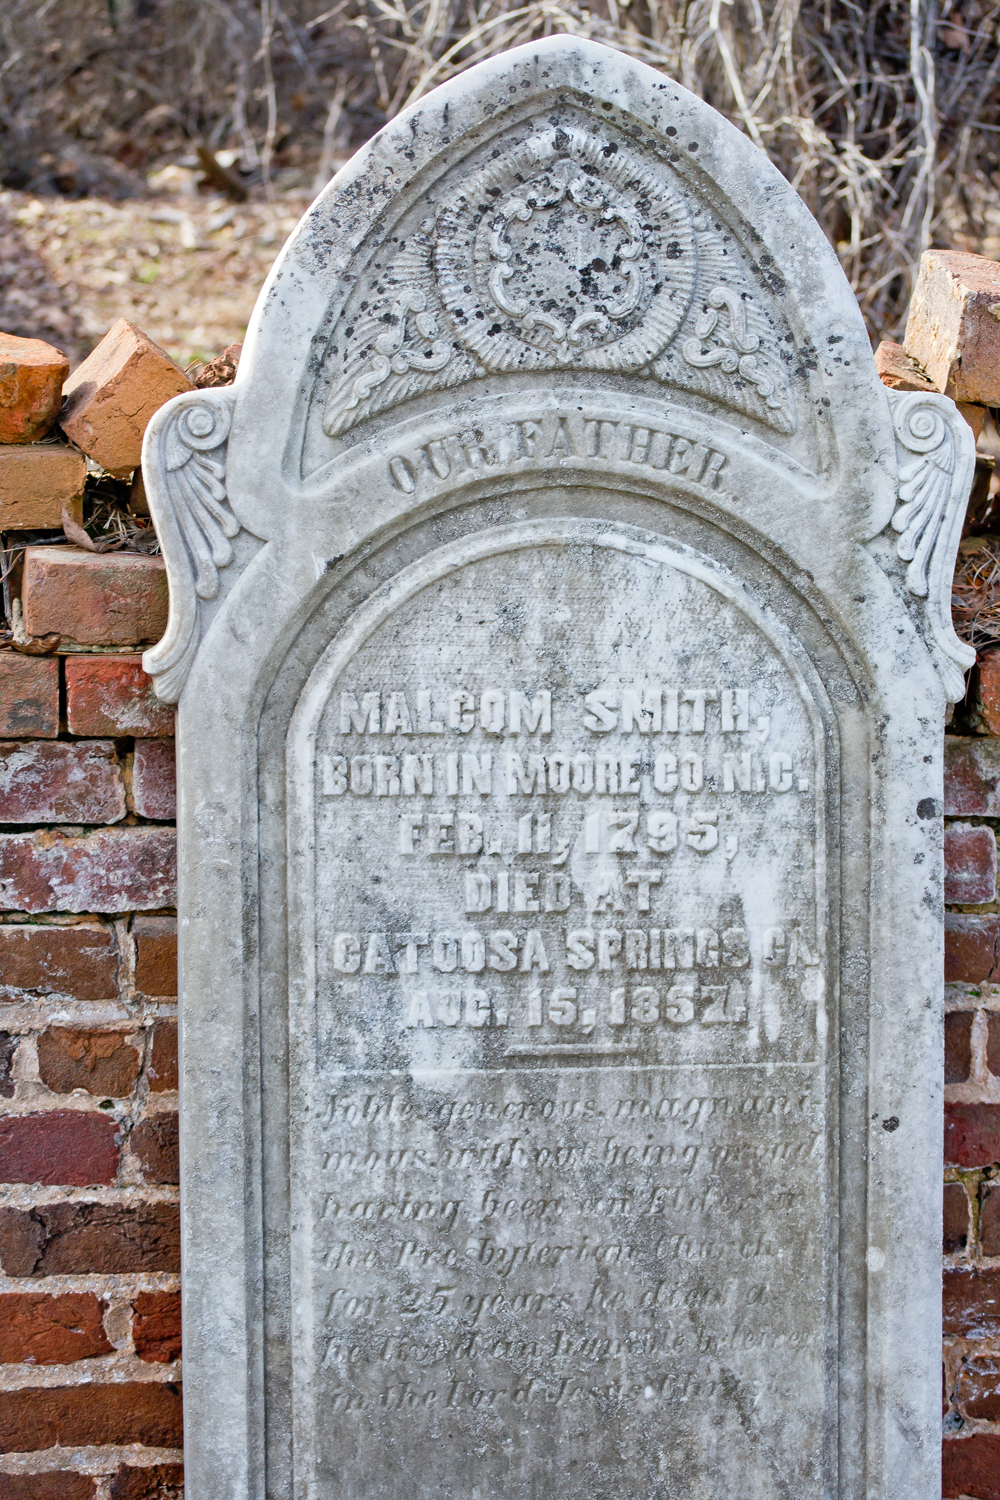 OUR FATHER.
MALCOM SMITH,
BORN IN MOORE CO. N.C.
FEB. 11, 1795,
DIED AT
CATOOSA SPRINGS GA.
AUG. 15, 1857.
Noble, generous, magnani-
mous, without being proud
having been an Elder in
the Presbyterian Church
for 25 years he died as
he lived an humble beleiver
in the Lord Jesus Christ